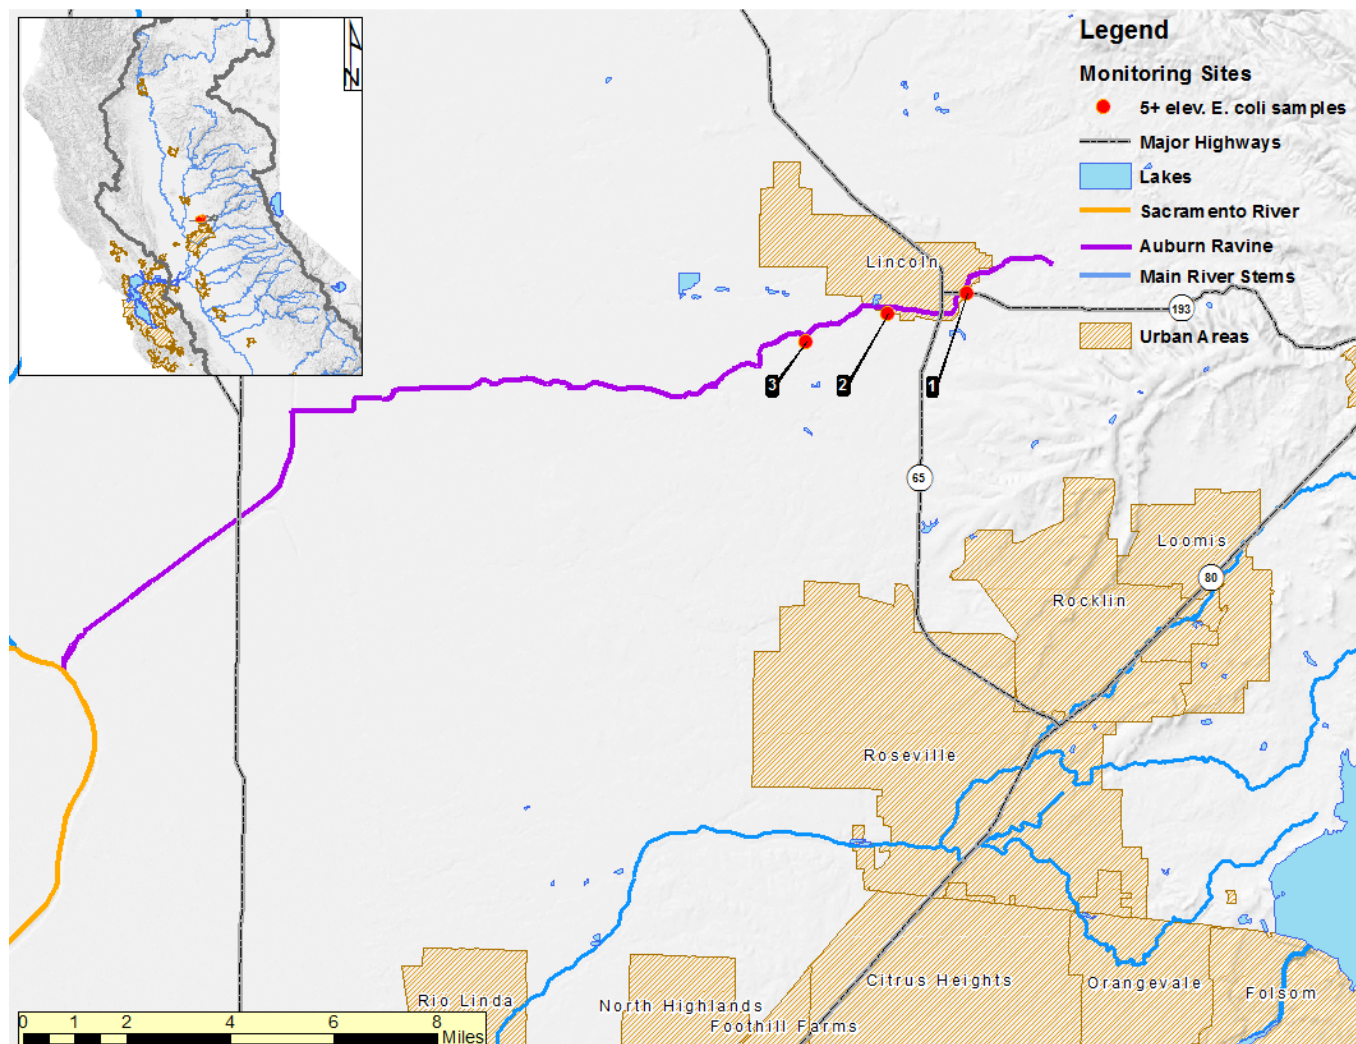 N
Legend
Monitoring Sites
5+ elev. E. coli samples
Major Highways
Lakes
Sacramento River
Auburn Ravine
Main River Stems
Urban Areas
Lincoln
193
3
2
1
65
Loomis
80
Rocklin
Roseville
Citrus Heights
Orangevale
Folsom
Rio Linda
North Highlands
Foothill Farms
0 1 2 4 6 8
Miles